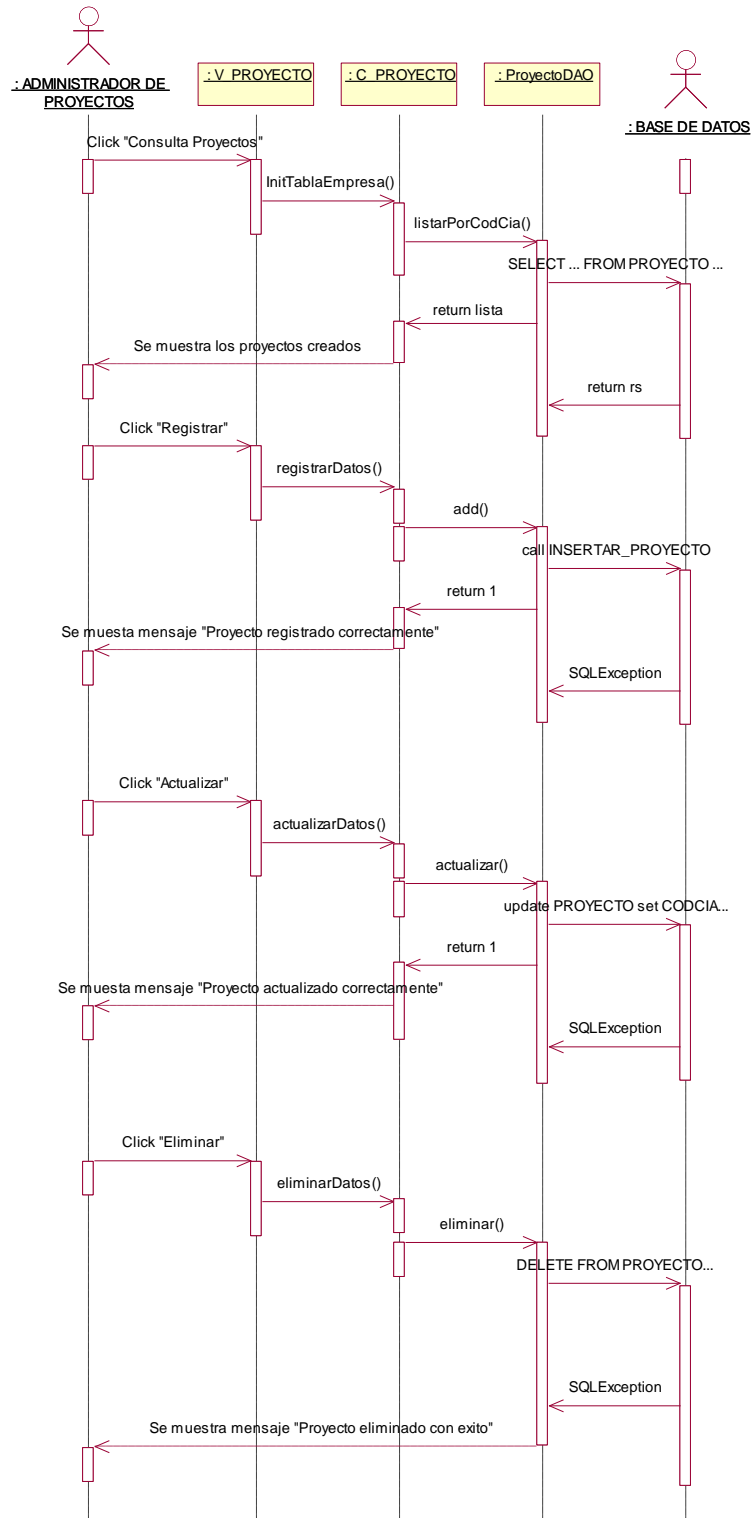 : ADMINISTRADOR DE
PROYECTOS
: V_PROYECTO
: C_PROYECTO
: ProyectoDAO
: BASE DE DATOS
Click "Consulta Proyectos"
InitTablaEmpresa()
listarPorCodCia()
SELECT ... FROM PROYECTO ...
return lista
Se muestra los proyectos creados
return rs
Click "Registrar"
registrarDatos()
add()
call INSERTAR_PROYECTO
return 1
Se muesta mensaje "Proyecto registrado correctamente"
SQLException
Click "Actualizar"
actualizarDatos()
actualizar()
update PROYECTO set CODCIA...
return 1
Se muesta mensaje "Proyecto actualizado correctamente"
SQLException
Click "Eliminar"
eliminarDatos()
eliminar()
DELETE FROM PROYECTO...
SQLException
Se muestra mensaje "Proyecto eliminado con exito"